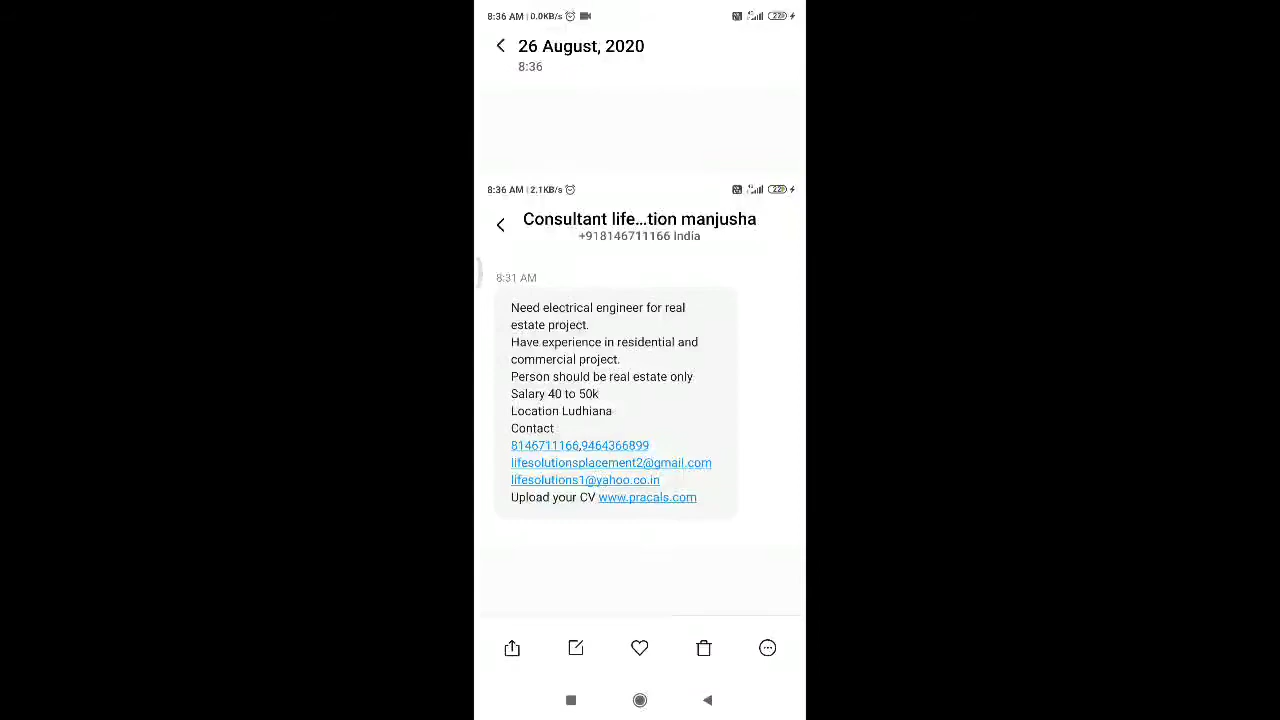 8:36 AM | 0.0KB/s
22
26 August, 2020
8:36
8:36 AM | 2.1KB/s
22
Consultant life...tion manjusha
+918146711166 India
8:31 AM
Need electrical engineer for real
estate project.
Have experience in residential and
commercial project.
Person should be real estate only
Salary 40 to 50k
Location Ludhiana
Contact
8146711166,9464366899
lifesolutionsplacement2@gmail.com
lifesolutions1@yahoo.co.in
Upload your CV www.pracals.com